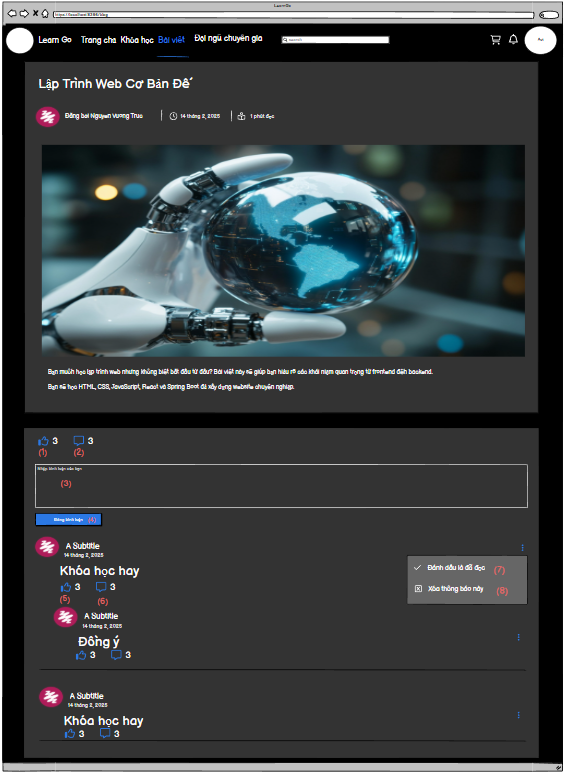 Learn Go
https://localhost:8386/blog
Learn Go Trang chủ Khóa học Bài viết Đội ngũ chuyên gia search
Lập Trình Web Cơ Bản Đế
Đăng bởi Nguyen Vuong Truc 14 tháng 2, 2025 1 phút đọc
Bạn muốn học lập trình web nhưng không biết bắt đầu từ đâu? Bài viết này sẽ giúp bạn hiểu rõ các khái niệm quan trọng từ frontend đến backend.
Bạn sẽ học HTML, CSS, JavaScript, React và Spring Boot để xây dựng website chuyên nghiệp.
3 3
(1) (2)
Nhập bình luận của bạn
(3)
Đăng bình luận (4)
A Subtitle
14 tháng 2, 2025
Khóa học hay
Đánh dấu là đã đọc (7)
3 3
Xóa thông báo này (8)
(5) (6)
A Subtitle
14 tháng 2, 2025
Đồng ý
3 3
A Subtitle
14 tháng 2, 2025
Khóa học hay
3 3